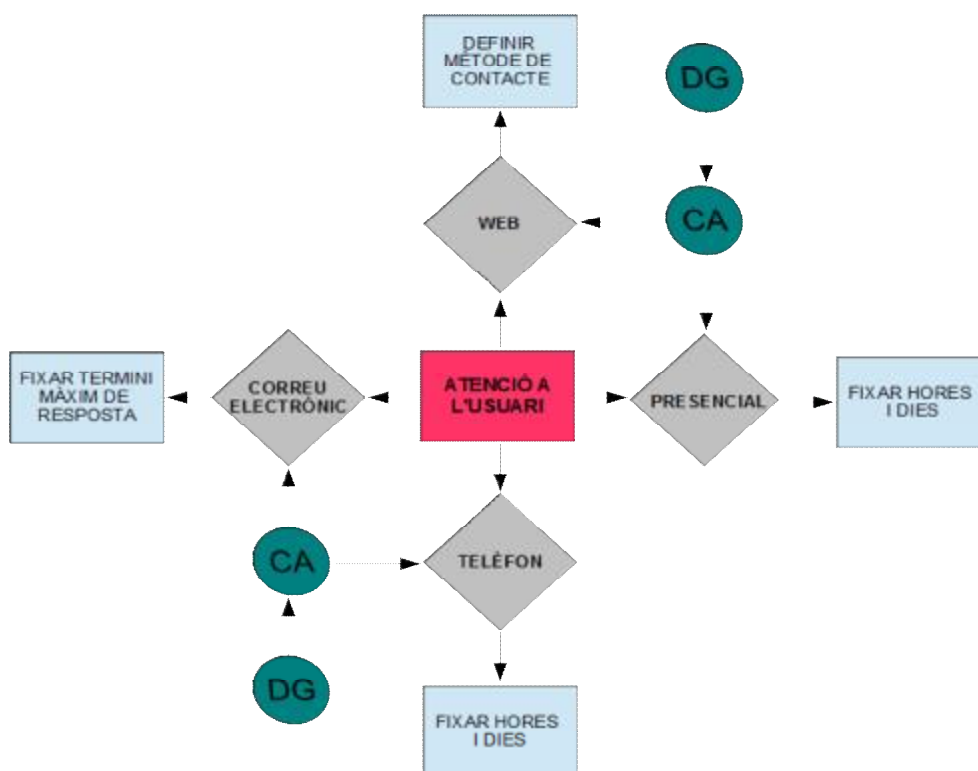 DEFINIR
MÉTODE DE
CONTACTE
DG
CA
WEB
FIXAR TERMINI
MÀXIM DE
RESPOSTA
CORREU
ELECTRÒNIC
ATENCIÓ A
L'USUARI
PRESENCIAL
FIXAR HORES
I DIES
CA
TELÈFON
DG
FIXAR HORES
I DIES